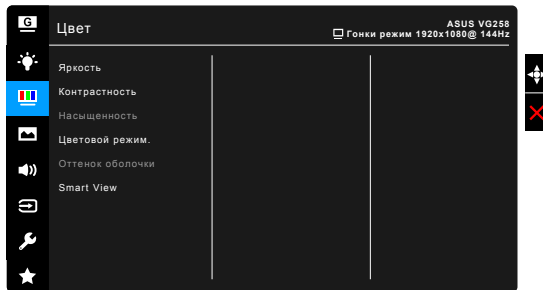 G
Цвет
ASUS VG258
Гонки режим 1920x1080@ 144Hz
Яркость
Контрастность
Насыщенность
Цветовой режим.
Оттенок оболочки
Smart View